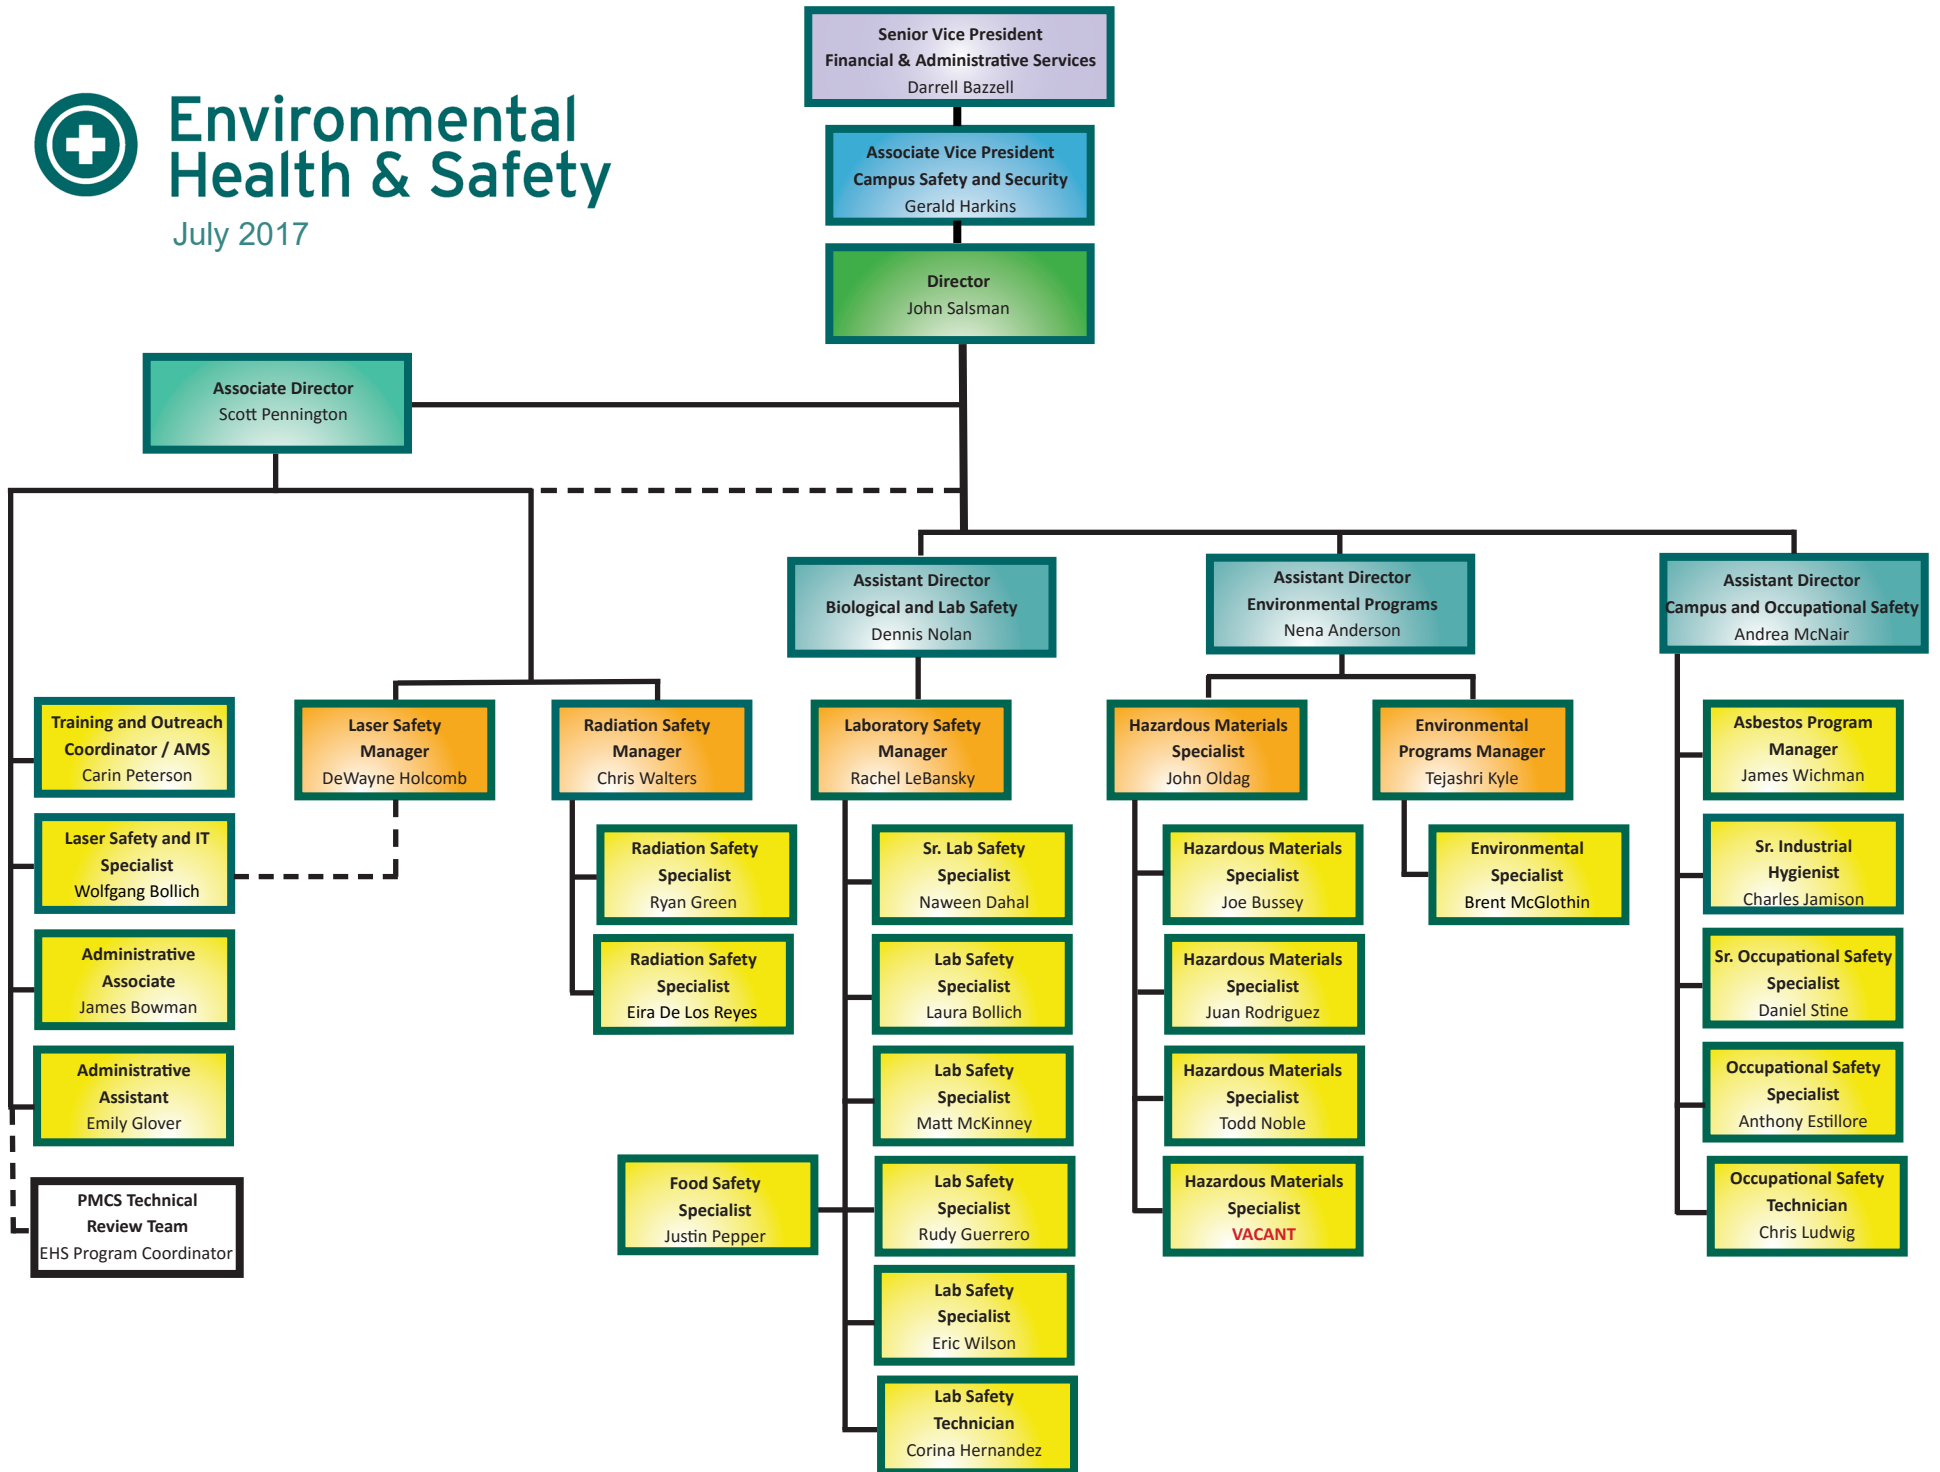 Environmental
Health & Safety
July 2017
Senior Vice President
Financial & Administrative Services
Darrell Bazzell
Associate Vice President
Campus Safety and Security
Gerald Harkins
Director
John Salsman
Associate Director
Scott Pennington
Assistant Director
Biological and Lab Safety
Dennis Nolan
Assistant Director
Environmental Programs
Nena Anderson
Assistant Director
Campus and Occupational Safety
Andrea McNair
Training and Outreach
Coordinator / AMS
Carin Peterson
Laser Safety and IT
Specialist
Wolfgang Bollich
Administrative
Associate
James Bowman
Administrative
Assistant
Emily Glover
PMCS Technical
Review Team
EHS Program Coordinator
Laser Safety
Manager
DeWayne Holcomb
Radiation Safety
Manager
Chris Walters
Radiation Safety
Specialist
Ryan Green
Radiation Safety
Specialist
Eira De Los Reyes
Laboratory Safety
Manager
Rachel LeBansky
Sr. Lab Safety
Specialist
Naween Dahal
Lab Safety
Specialist
Laura Bollich
Lab Safety
Specialist
Matt McKinney
Food Safety
Specialist
Justin Pepper
Lab Safety
Specialist
Rudy Guerrero
Lab Safety
Specialist
Eric Wilson
Lab Safety
Technician
Corina Hernandez
Hazardous Materials
Specialist
John Oldag
Hazardous Materials
Specialist
Joe Bussey
Hazardous Materials
Specialist
Juan Rodriguez
Hazardous Materials
Specialist
Todd Noble
Hazardous Materials
Specialist
VACANT
Environmental
Programs Manager
Tejashri Kyle
Environmental
Specialist
Brent McGlothin
Asbestos Program
Manager
James Wichman
Sr. Industrial
Hygienist
Charles Jamison
Sr. Occupational Safety
Specialist
Daniel Stine
Occupational Safety
Specialist
Anthony Estillore
Occupational Safety
Technician
Chris Ludwig